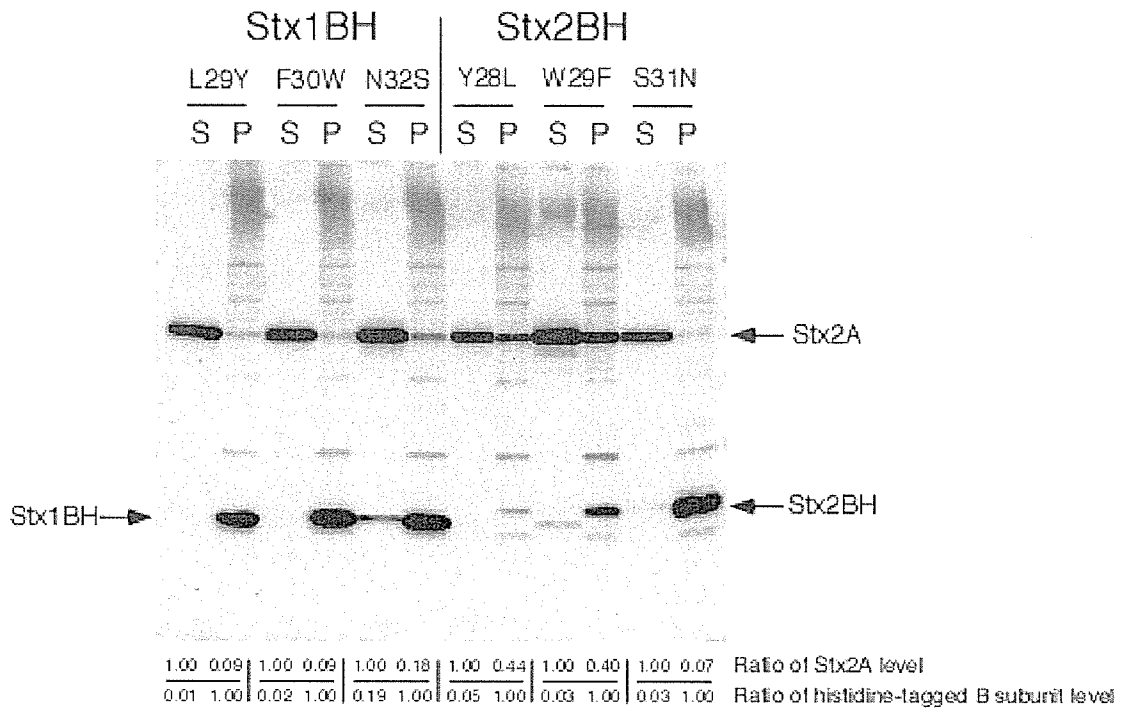 Stx1BH Stx2BH
L29Y F30W N32S Y28L W29F S31N
S P S P S P S P S P S P
Stx2A
Stx1BH
Stx2BH
1.00 0.09 1.00 0.09 1.00 0.18 1.00 0.44 1.00 0.40 1.00 0.07 Ratio of Stx2A level
0.01 1.00 0.02 1.00 0.19 1.00 0.05 1.00 0.03 1.00 0.03 1.00 Ratio of histidine-tagged B subunit level